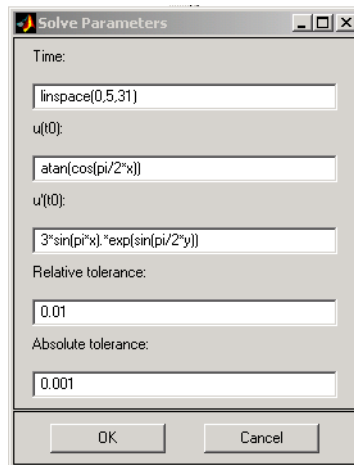 Solve Parameters
Time:
linspace(0,5,31)
u(t0):
atan(cos(pi/2*x))
u'(t0):
3*sin(pi*x).*exp(sin(pi/2*y))
Relative tolerance:
0.01
Absolute tolerance:
0.001
OK Cancel